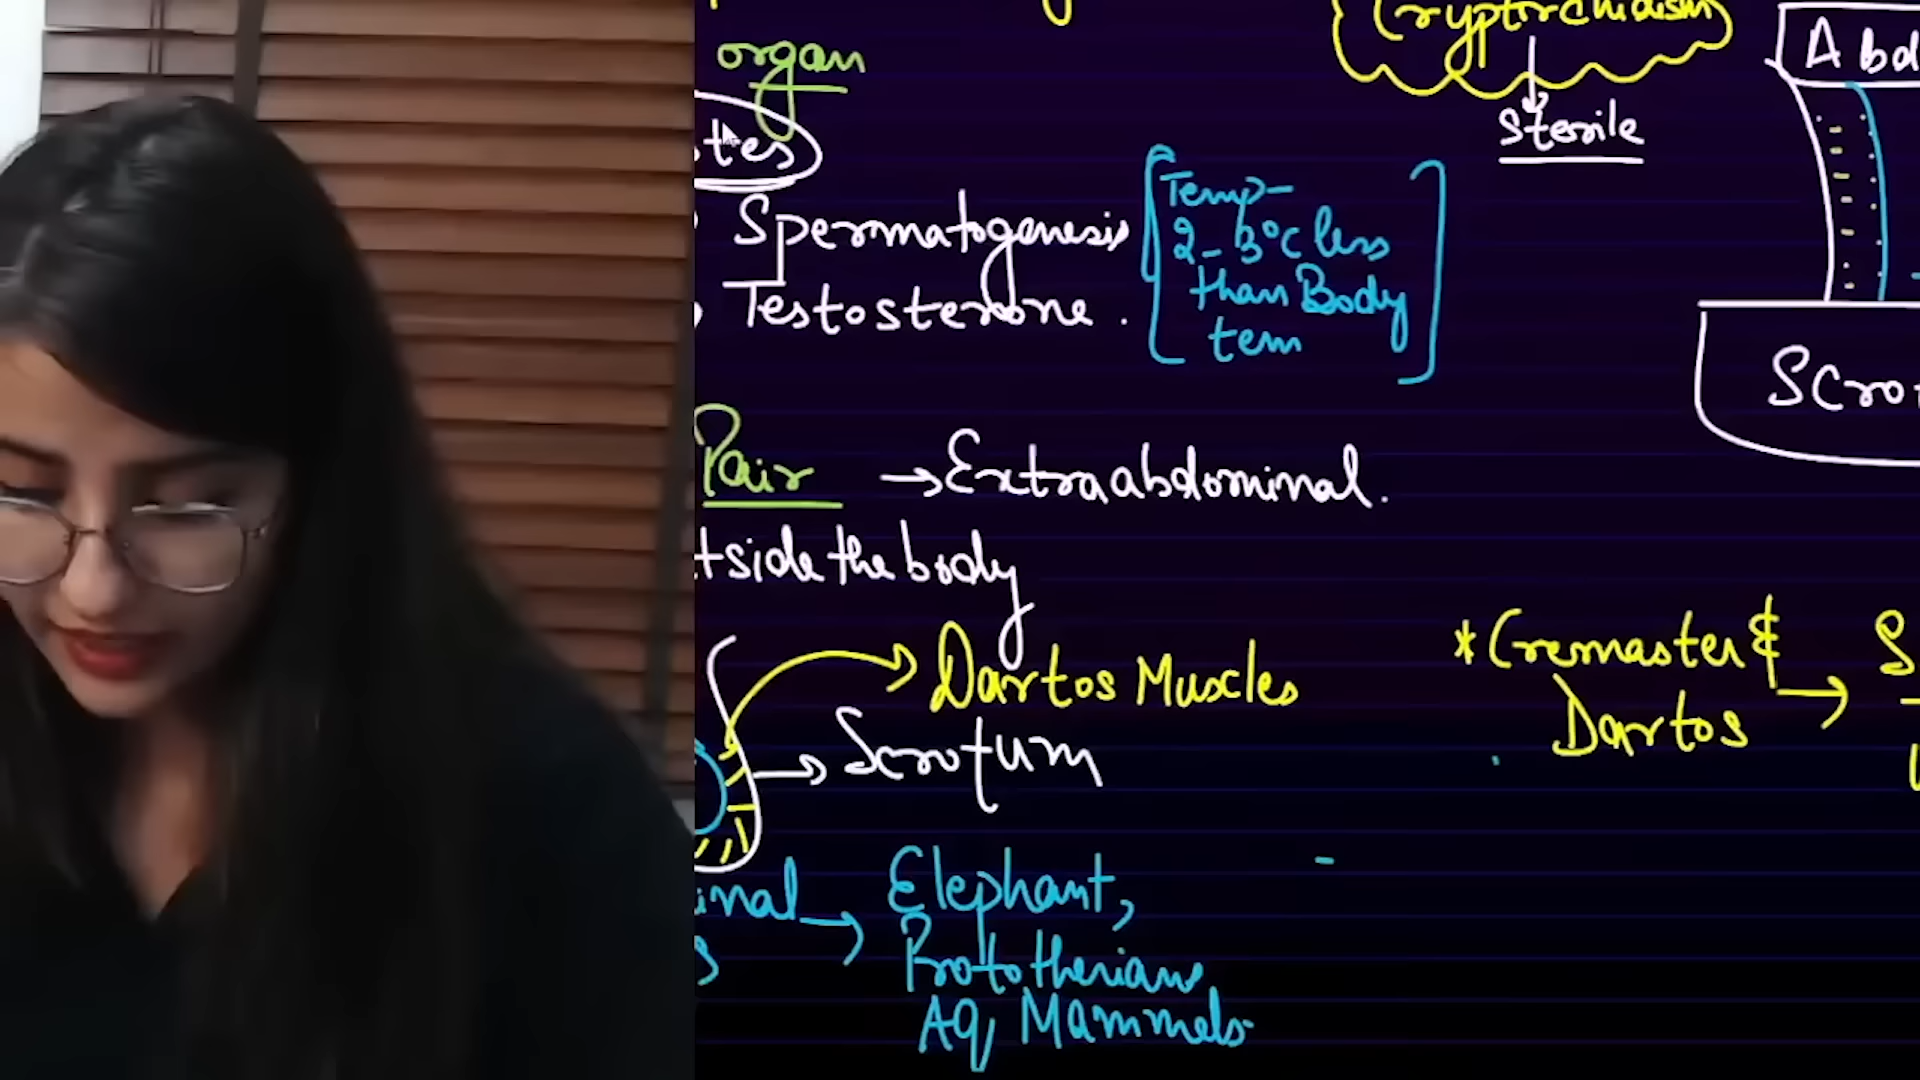 Cryptorchidism
organ
Abd
Sterile
tes
Temp-
Spermatogenesis
2-3°C less
than Body
Testosterone.
tem
Scro
Pair → Extraabdominal.
tside the body
→ Dartos Muscles
*Cremaster &
Dartos → S
→ Scrotum
inal → Elephant,
s
Prototherians
Aq Mammels